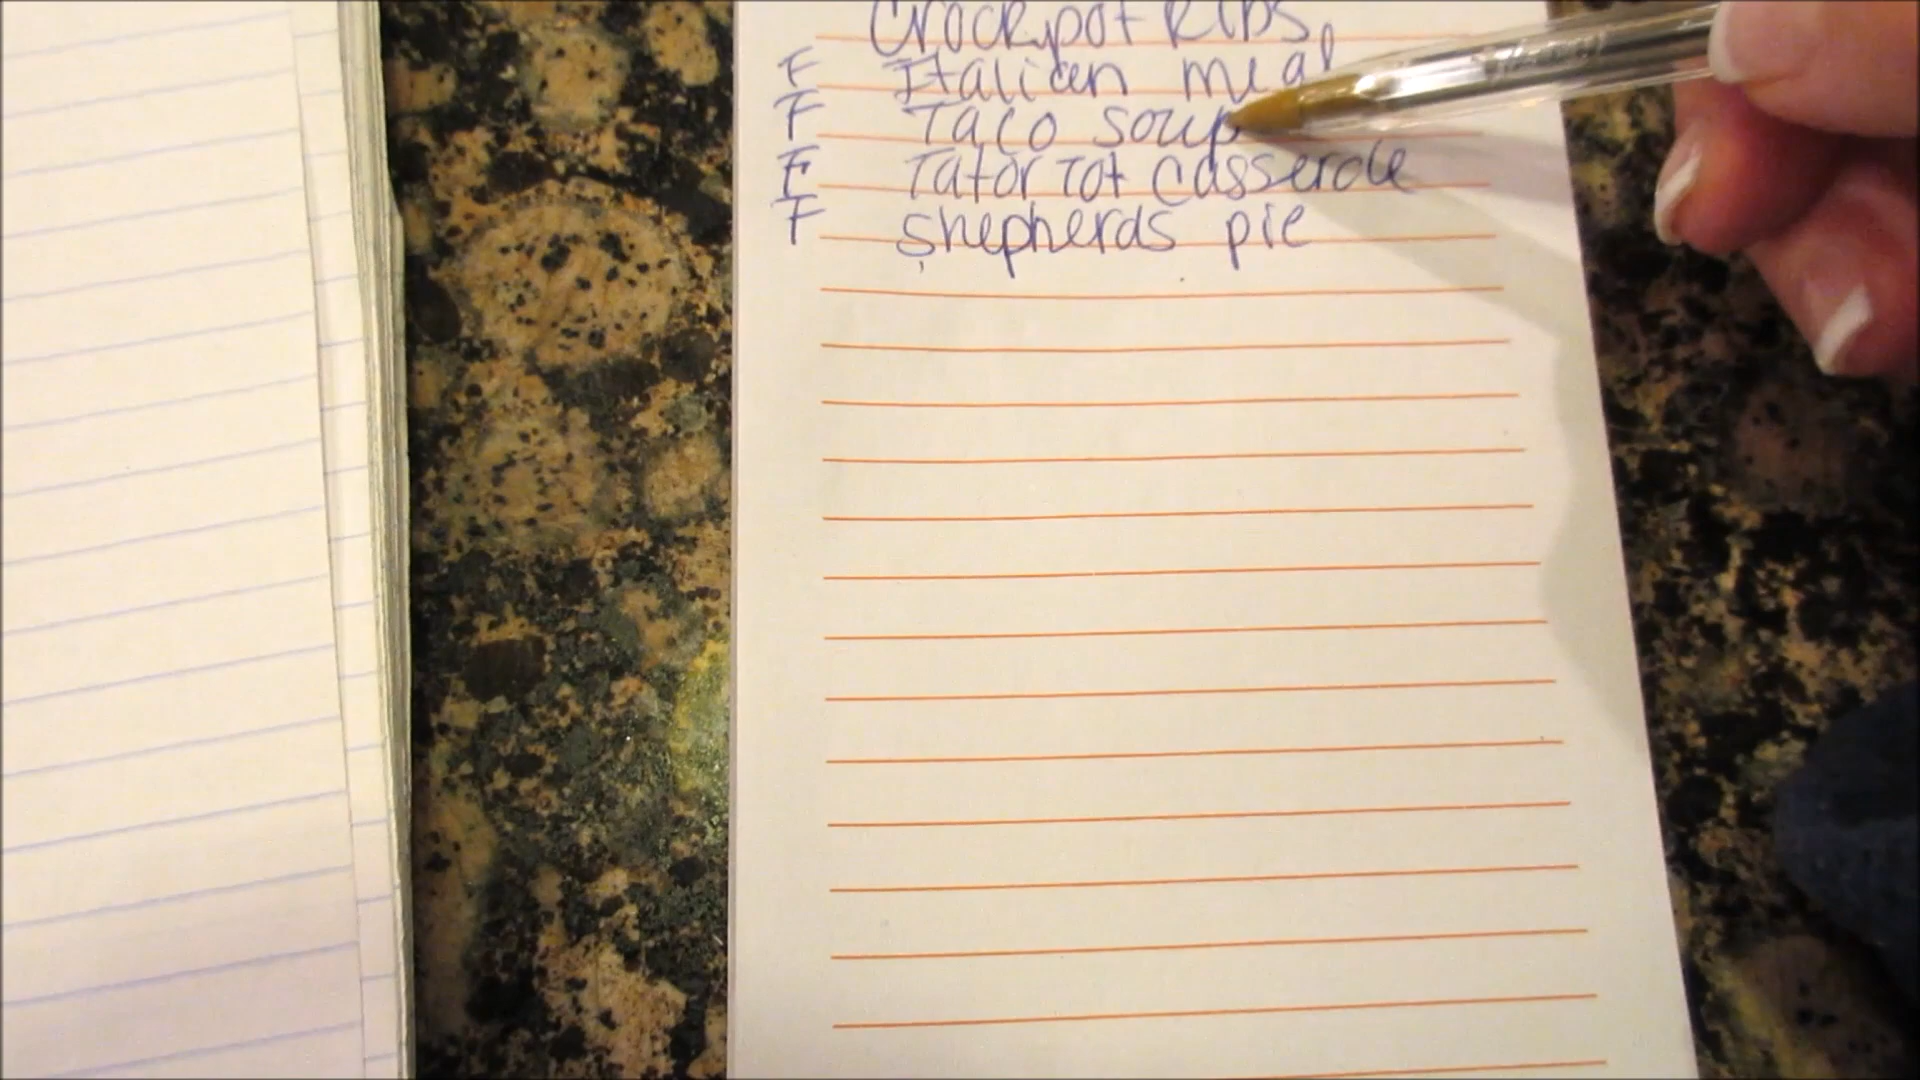 Crockpot Ribs
F Italian meal
F Taco soup
F Tator Tot Casserole
F shepherds pie